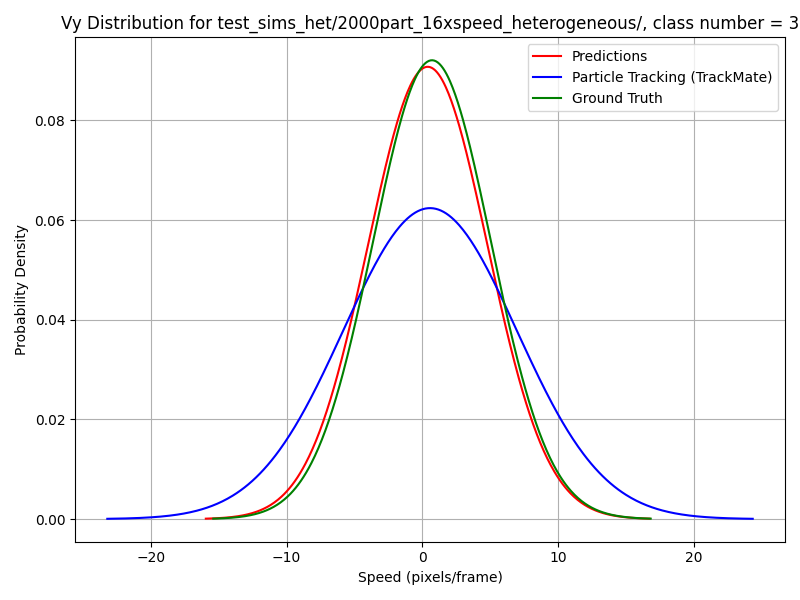 Vy Distribution for test_sims_het/2000part_16xspeed_heterogeneous/, class number = 3
Predictions
Particle Tracking (TrackMate)
Ground Truth
0.08
0.06
0.04
0.02
0.00
Probability Density
−20
−10
0
10
20
Speed (pixels/frame)